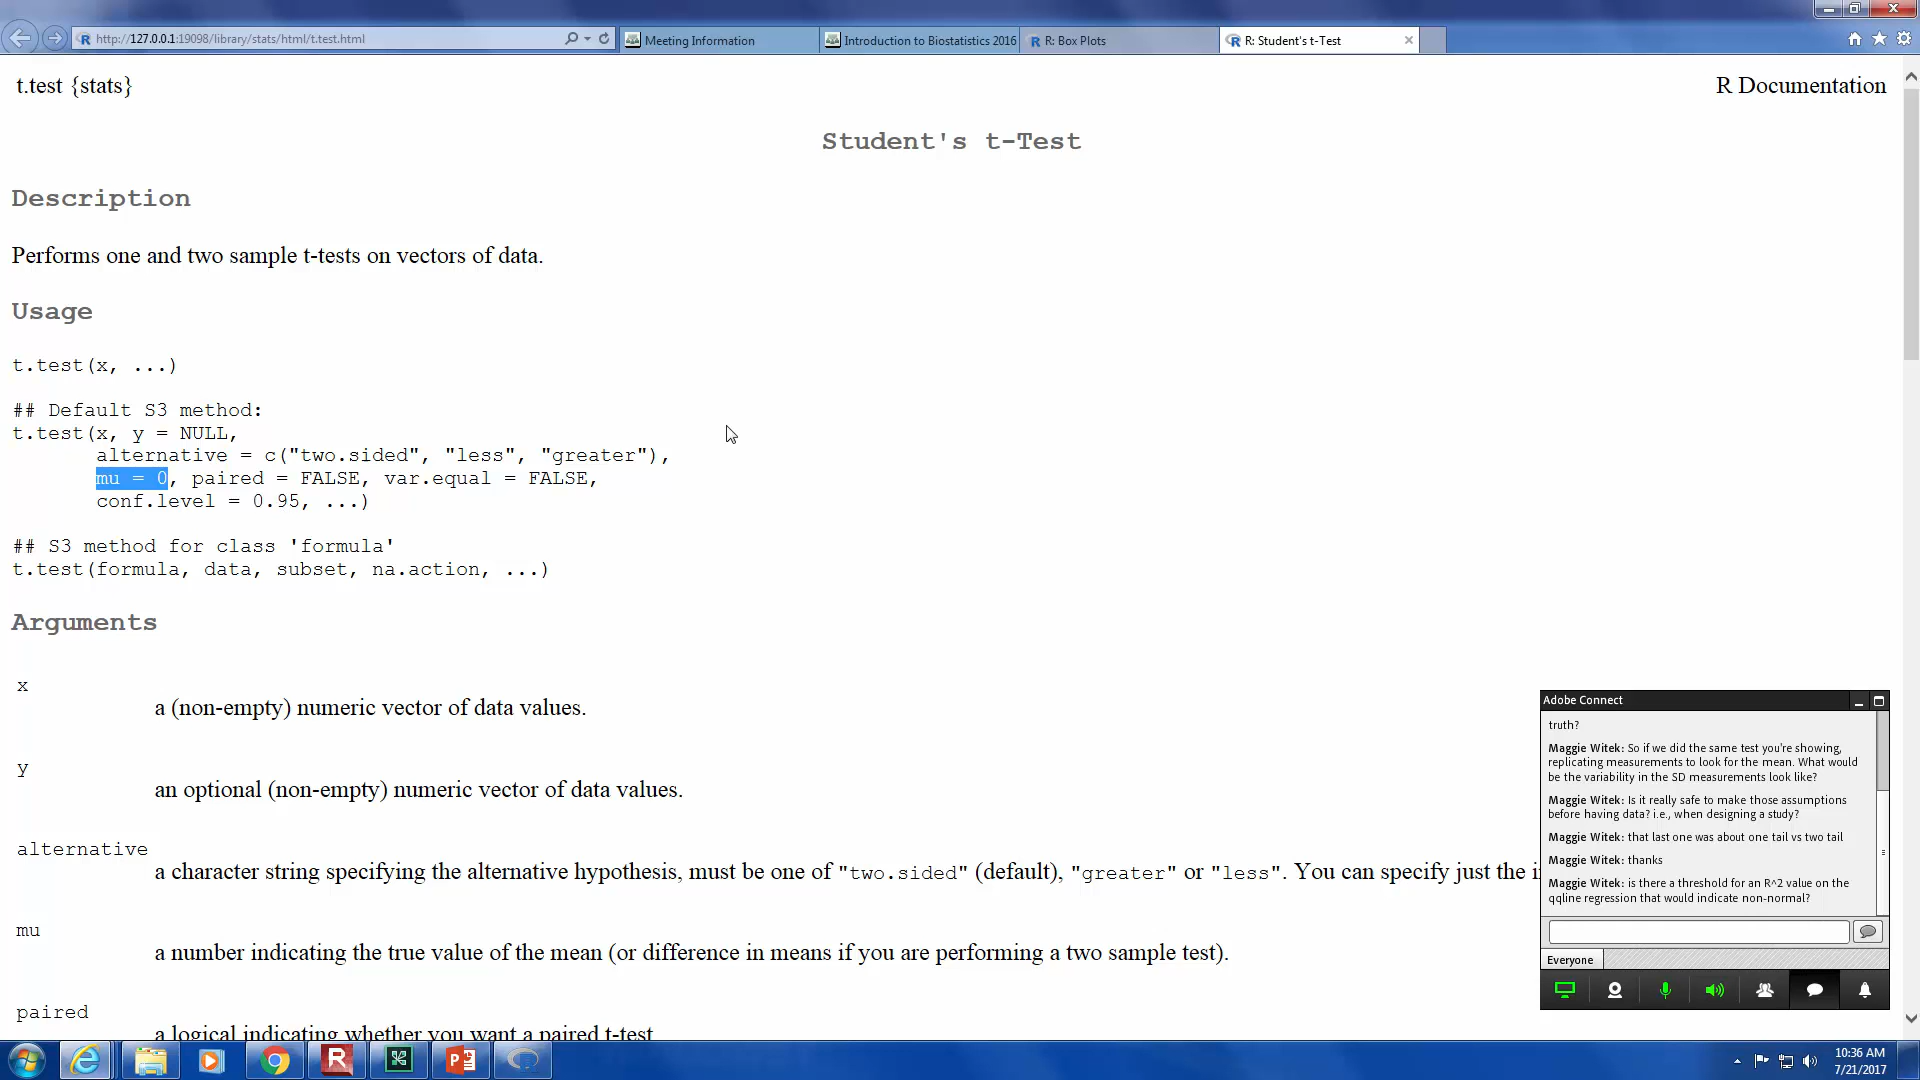 http://127.0.0.1:19098/library/stats/html/t.test.html
Meeting Information
Introduction to Biostatistics 2016
R: Box Plots
R: Student's t-Test
t.test {stats}
R Documentation
Student's t-Test
Description
Performs one and two sample t-tests on vectors of data.
Usage
t.test(x, ...)
## Default S3 method:
t.test(x, y = NULL,
alternative = c("two.sided", "less", "greater"),
mu = 0, paired = FALSE, var.equal = FALSE,
conf.level = 0.95, ...)
## S3 method for class 'formula'
t.test(formula, data, subset, na.action, ...)
Arguments
x
a (non-empty) numeric vector of data values.
y
an optional (non-empty) numeric vector of data values.
alternative
a character string specifying the alternative hypothesis, must be one of "two.sided" (default), "greater" or "less". You can specify just the
mu
a number indicating the true value of the mean (or difference in means if you are performing a two sample test).
paired
a logical indicating whether you want a paired t-test
Adobe Connect
truth?
Maggie Witek: So if we did the same test you're showing,
replicating measurements to look for the mean. What would
be the variability in the SD measurements look like?
Maggie Witek: Is it really safe to make those assumptions
before having data? i.e., when designing a study?
Maggie Witek: that last one was about one tail vs two tail
Maggie Witek: thanks
Maggie Witek: is there a threshold for an R^2 value on the
qqline regression that would indicate non-normal?
Everyone
10:36 AM
7/21/2017